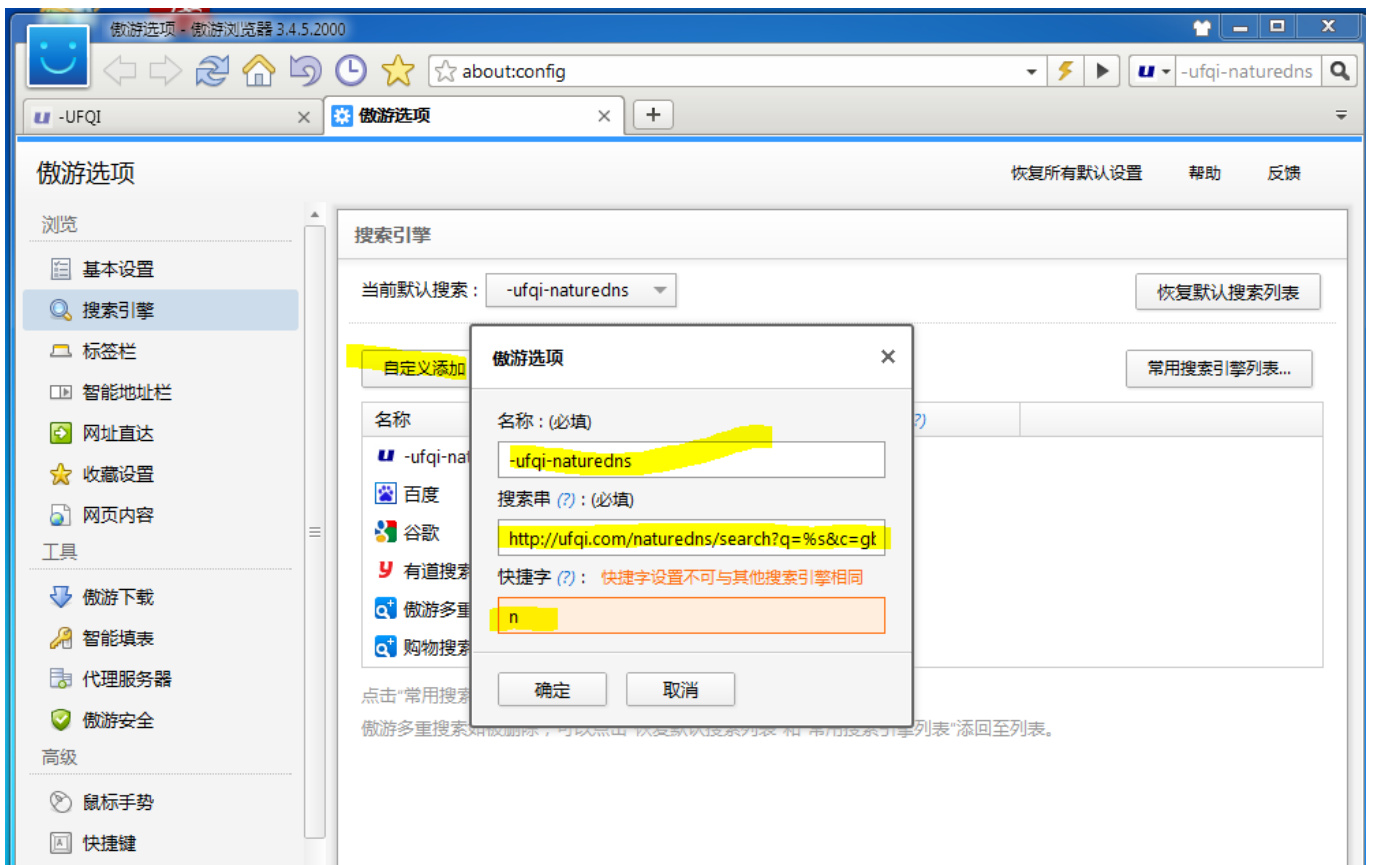 傲游选项 - 傲游浏览器 3.4.5.2000
about:config
-ufqi-naturedns
-UFQI
傲游选项
傲游选项
恢复所有默认设置
帮助
反馈
浏览
基本设置
搜索引擎
标签栏
智能地址栏
网址直达
收藏设置
网页内容
工具
傲游下载
智能填表
代理服务器
傲游安全
高级
鼠标手势
快捷键
搜索引擎
当前默认搜索：
-ufqi-naturedns
恢复默认搜索列表
自定义添加
常用搜索引擎列表...
名称
?)
-ufqi-nat
百度
谷歌
有道搜索
傲游多重
购物搜索
点击“常用搜索
傲游多重搜索如被删除，可以点击“恢复默认搜索列表”和“常用搜索引擎列表”添回至列表。
傲游选项
名称：(必填)
-ufqi-naturedns
搜索串 (?)：(必填)
http://ufqi.com/naturedns/search?q=%s&c=gb
快捷字 (?)： 快捷字设置不可与其他搜索引擎相同
n
确定
取消